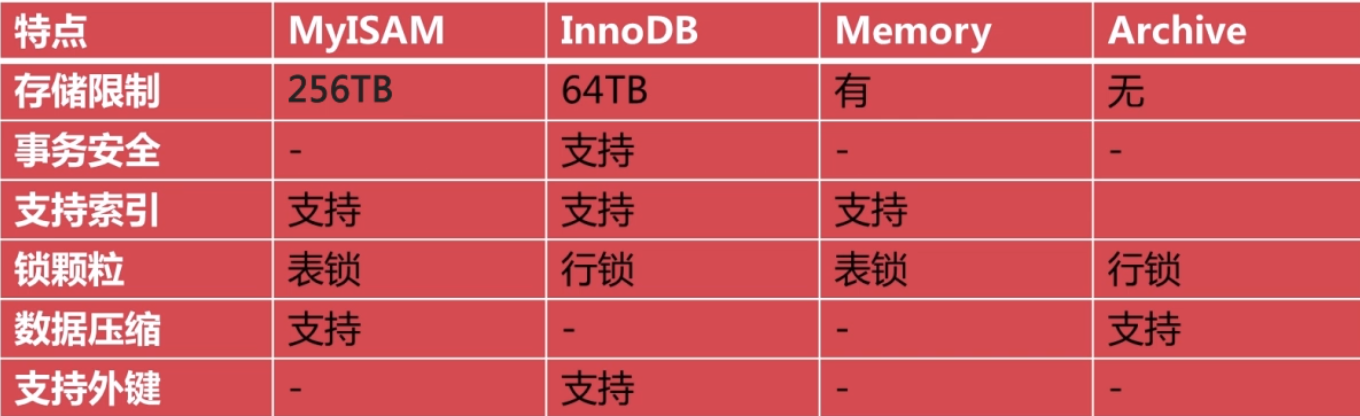 特点 MyISAM InnoDB Memory Archive
存储限制 256TB 64TB 有 无
事务安全 - 支持 - -
支持索引 支持 支持 支持
锁颗粒 表锁 行锁 表锁 行锁
数据压缩 支持 - - 支持
支持外键 - 支持 - -